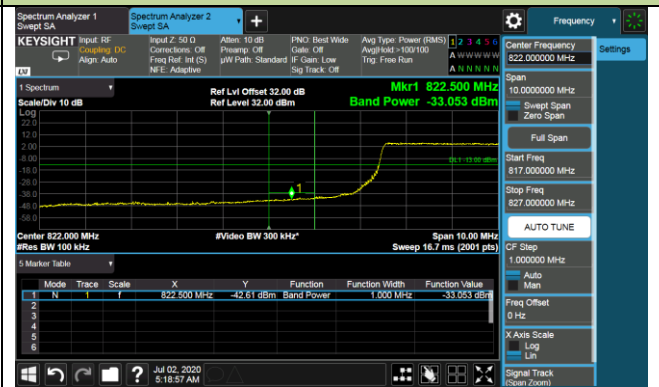 Spectrum Analyzer 1
Swept SA
Spectrum Analyzer 2
Swept SA
+
Frequency
KEYSIGHT
Input: RF
Coupling: DC
Align: Auto
Input Z: 50 Ω
Corrections: Off
Freq Ref: Int (S)
NFE: Adaptive
Atten: 10 dB
Preamp: Off
µW Path: Standard
PNO: Best Wide
Gate: Off
IF Gain: Low
Sig Track: Off
Avg Type: Power (RMS)
Avg|Hold:>100/100
Trig: Free Run
1 2 3 4 5 6
A W W W W W
A N N N N N
LXI
1 Spectrum
Scale/Div 10 dB
Ref Lvl Offset 32.00 dB
Ref Level 32.00 dBm
Mkr1 822.500 MHz
Band Power -33.053 dBm
Log
22.0
12.0
2.00
-8.00
-18.0
-28.0
-38.0
-48.0
-58.0
DL1 -13.00 dBm
1
Center 822.000 MHz
#Res BW 100 kHz
#Video BW 300 kHz*
Span 10.00 MHz
Sweep 16.7 ms (2001 pts)
5 Marker Table
Mode Trace Scale X Y Function Function Width Function Value
1 N 1 f 822.500 MHz -42.61 dBm Band Power 1.000 MHz -33.053 dBm
2
3
4
5
6
Jul 02, 2020
5:18:57 AM
?
Center Frequency
822.000000 MHz
Settings
Span
10.0000000 MHz
Swept Span
Zero Span
Full Span
Start Freq
817.000000 MHz
Stop Freq
827.000000 MHz
AUTO TUNE
CF Step
1.000000 MHz
Auto
Man
Freq Offset
0 Hz
X Axis Scale
Log
Lin
Signal Track
(Span Zoom)